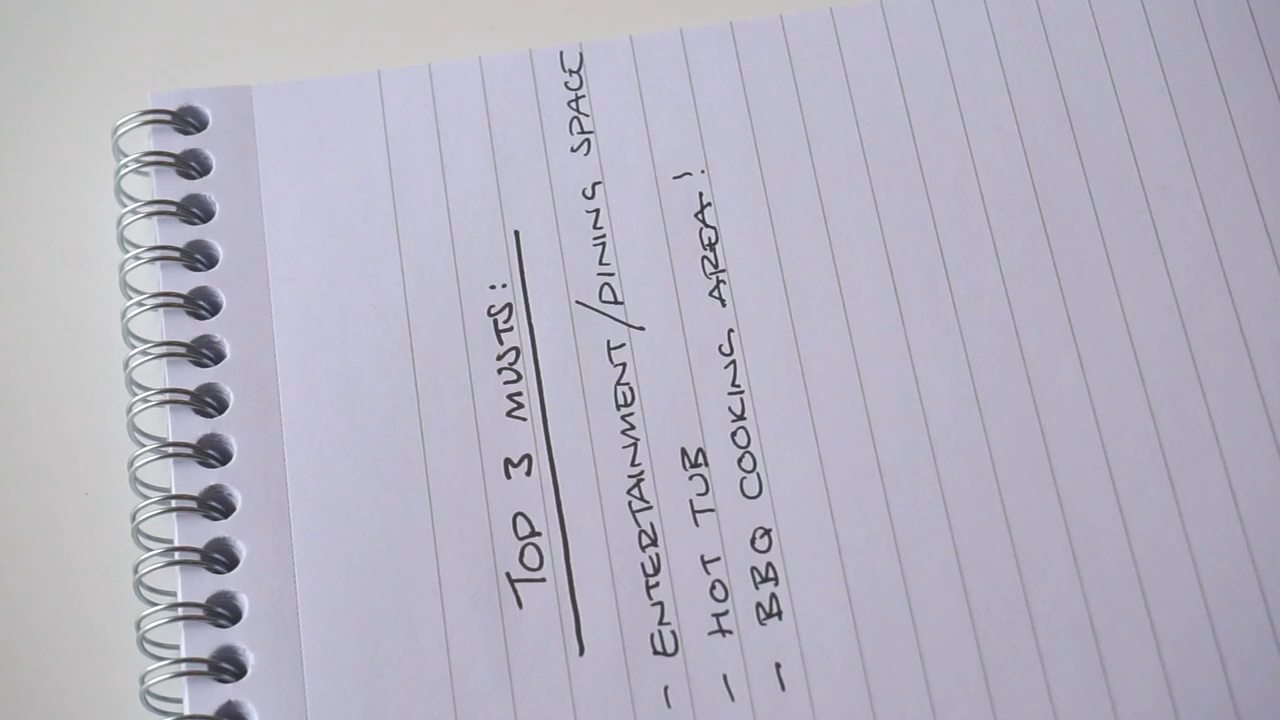 TOP 3 MUSTS:
- ENTERTAINMENT/DINING SPACE
- HOT TUB
- BBQ COOKING AREA!